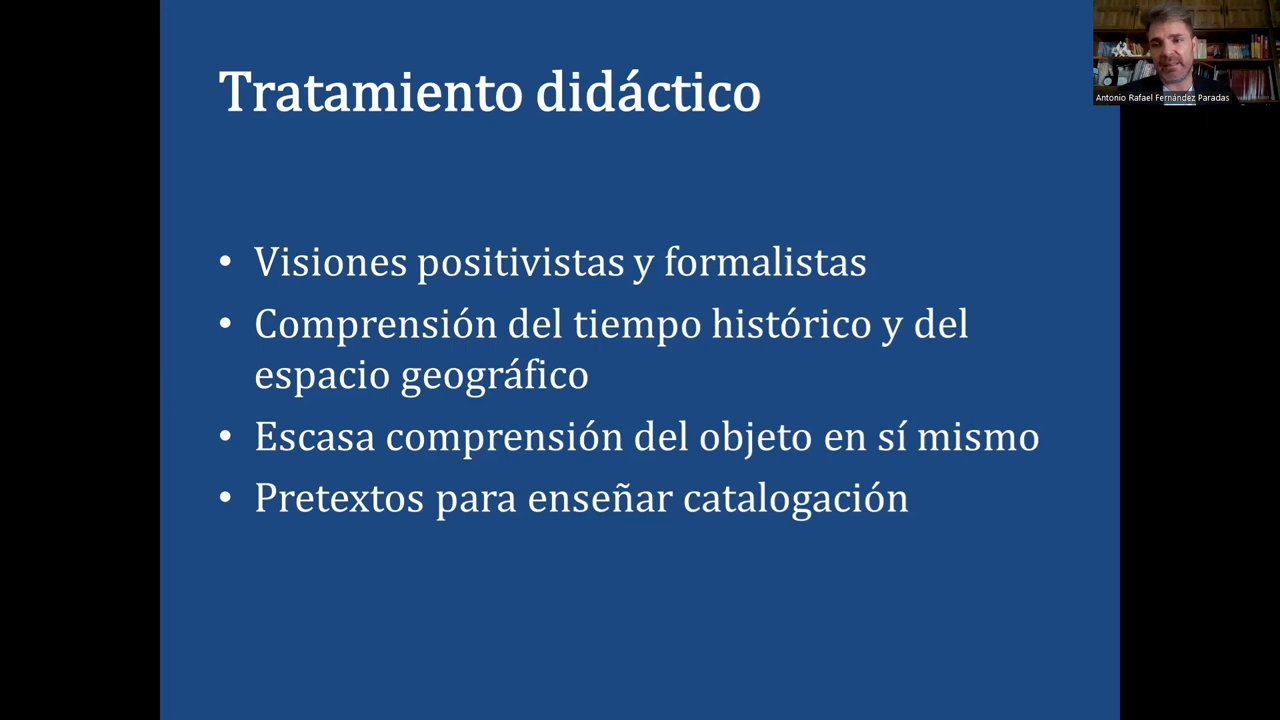 Tratamiento didáctico
Antonio Rafael Fernández Paradas
• Visiones positivistas y formalistas
• Comprensión del tiempo histórico y del
espacio geográfico
• Escasa comprensión del objeto en sí mismo
• Pretextos para enseñar catalogación